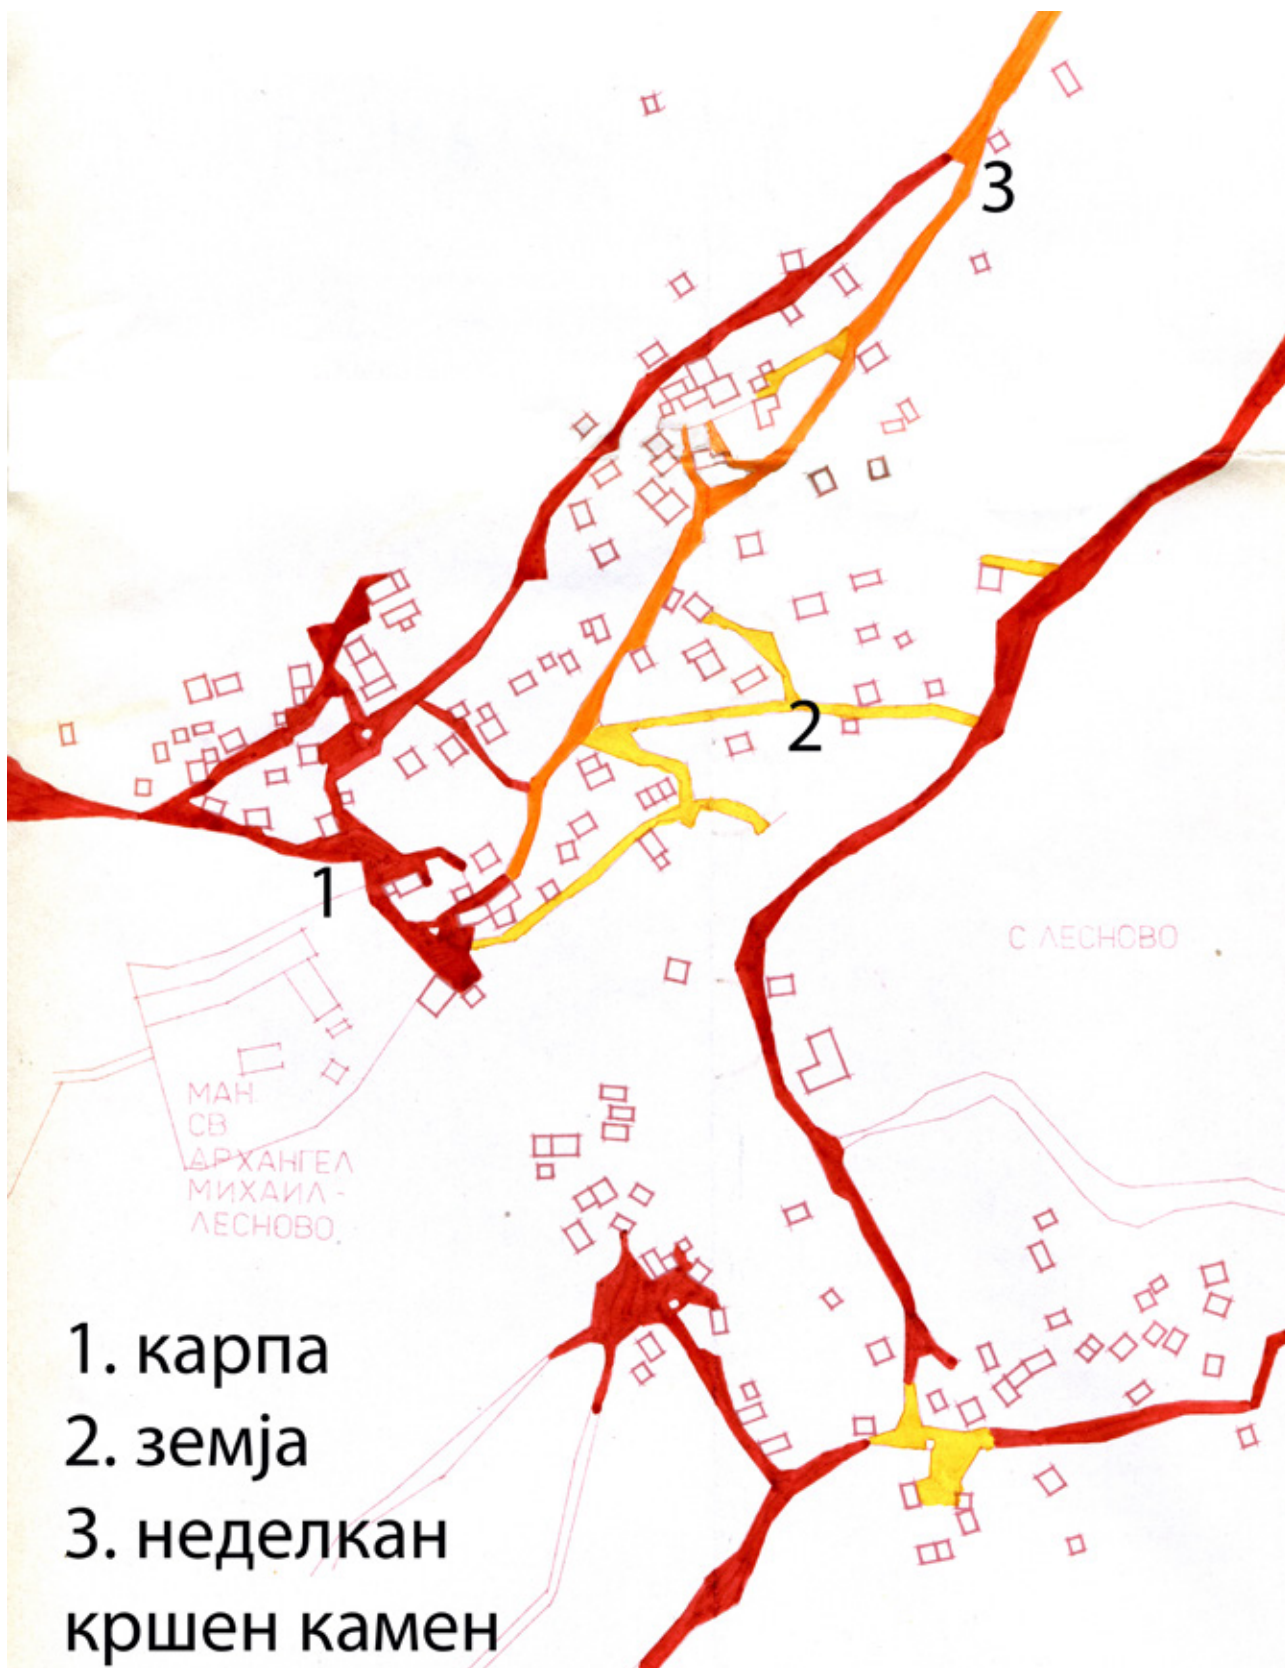 3
2
1
С ЛЕСНОВО
МАН.
СВ
АРХАНГЕЛ
МИХАИЛ -
ЛЕСНОВО
1. карпа
2. земја
3. неделкан
кршен камен